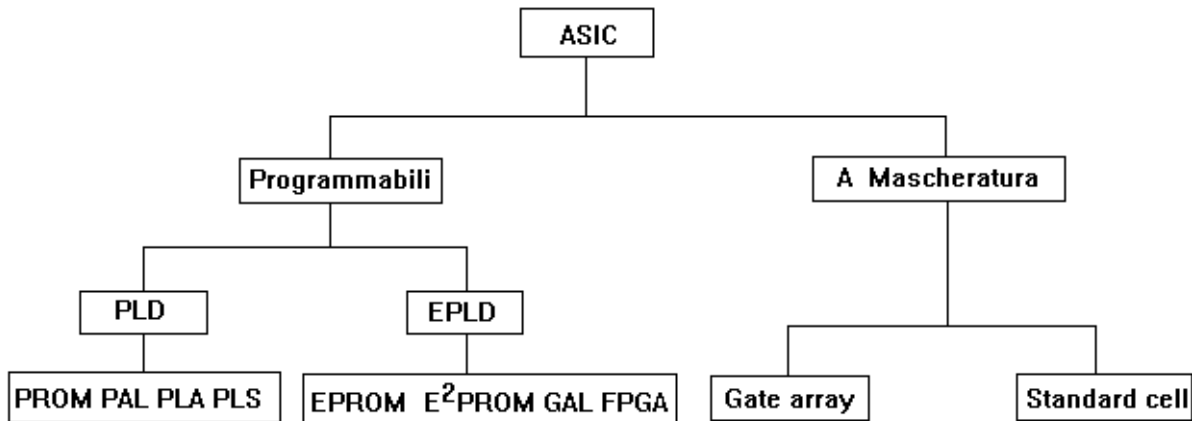 ASIC
Programmabili
A Mascheratura
PLD
EPLD
PROM PAL PLA PLS
EPROM E²PROM GAL FPGA
Gate array
Standard cell